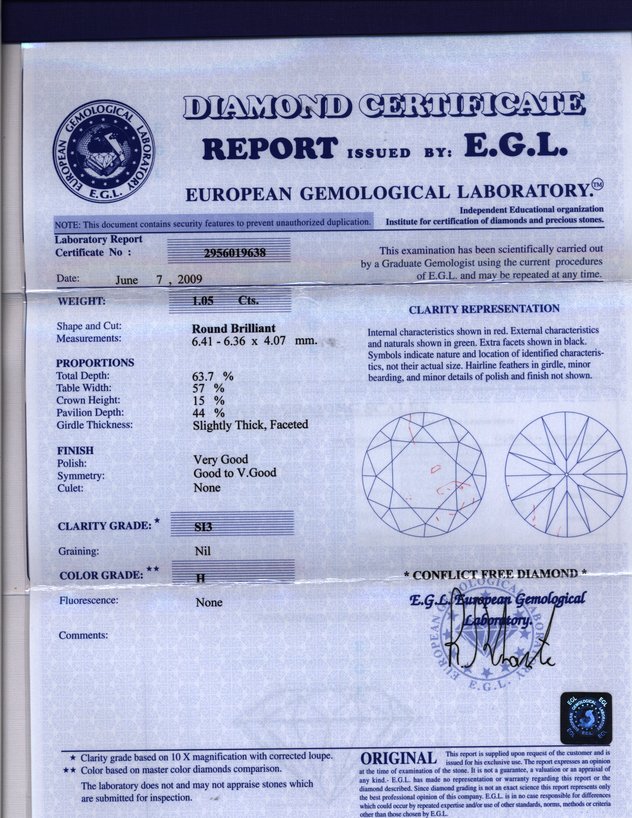 EUROPEAN GEMOLOGICAL LABORATORY
E.G.L.
DIAMOND CERTIFICATE
REPORT ISSUED BY: E.G.L.
EUROPEAN GEMOLOGICAL LABORATORY.™
Independent Educational organization
Institute for certification of diamonds and precious stones.
NOTE: This document contains security features to prevent unauthorized duplication.
Laboratory Report
Certificate No : 2956019638
Date: June 7 , 2009
This examination has been scientifically carried out
by a Graduate Gemologist using the current procedures
of E.G.L. and may be repeated at any time.
WEIGHT: 1.05 Cts.
Shape and Cut: Round Brilliant
Measurements: 6.41 - 6.36 x 4.07 mm.
PROPORTIONS
Total Depth: 63.7 %
Table Width: 57 %
Crown Height: 15 %
Pavilion Depth: 44 %
Girdle Thickness: Slightly Thick, Faceted
FINISH
Polish: Very Good
Symmetry: Good to V.Good
Culet: None
CLARITY GRADE: * SI3
Graining: Nil
COLOR GRADE: ** H
Fluorescence: None
Comments:
CLARITY REPRESENTATION
Internal characteristics shown in red. External characteristics
and naturals shown in green. Extra facets shown in black.
Symbols indicate nature and location of identified characteris-
tics, not their actual size. Hairline feathers in girdle, minor
bearding, and minor details of polish and finish not shown.
* CONFLICT FREE DIAMOND *
E.G.L. European Gemological
Laboratory.
EUROPEAN GEMOLOGICAL LABORATORY
E.G.L.
EGL
★ Clarity grade based on 10 X magnification with corrected loupe.
★★ Color based on master color diamonds comparison.
The laboratory does not and may not appraise stones which
are submitted for inspection.
ORIGINAL This report is supplied upon request of the customer and is
issued for his exclusive use. The report expresses an opinion
at the time of examination of the stone. It is not a guarantee, a valuation or an appraisal of
any kind.- E.G.L. has made no representation or warranty regarding this report or the
diamond described. Since diamond grading is not an exact science this report represents only
the best professional opinion of this company. E.G.L. is in no case responsible for differences
which could occur by repeated expertise and/or use of other standards, norms, methods or criteria
other than those chosen by E.G.L.